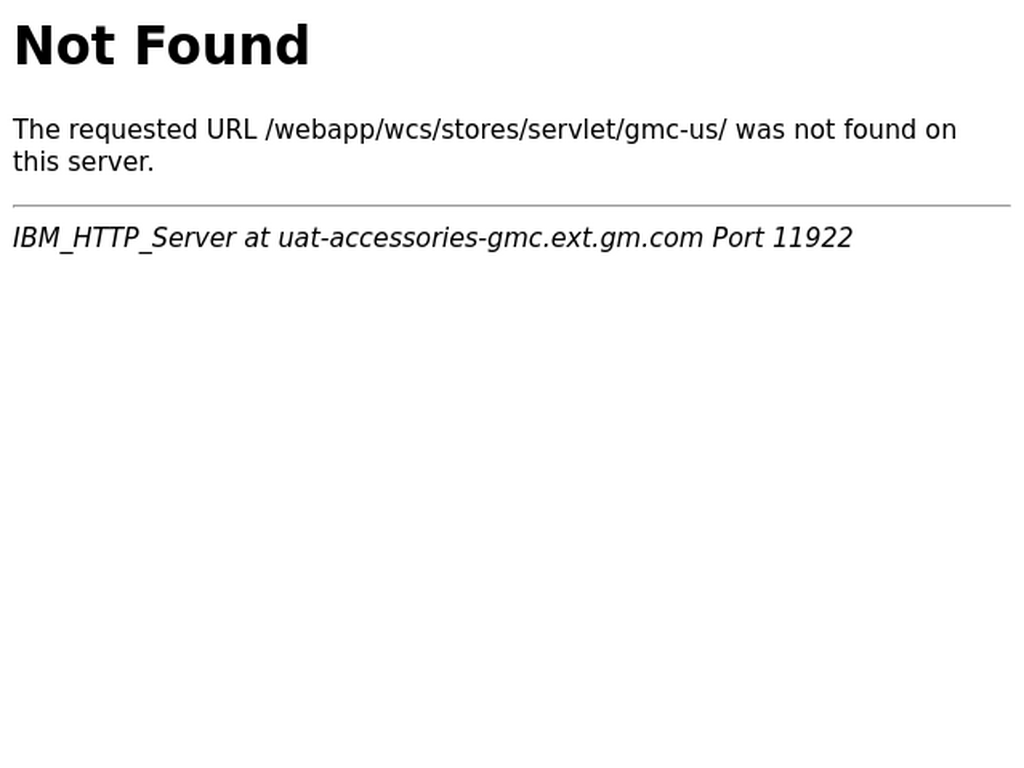 Not Found
The requested URL /webapp/wcs/stores/servlet/gmc-us/ was not found on
this server.
IBM_HTTP_Server at uat-accessories-gmc.ext.gm.com Port 11922